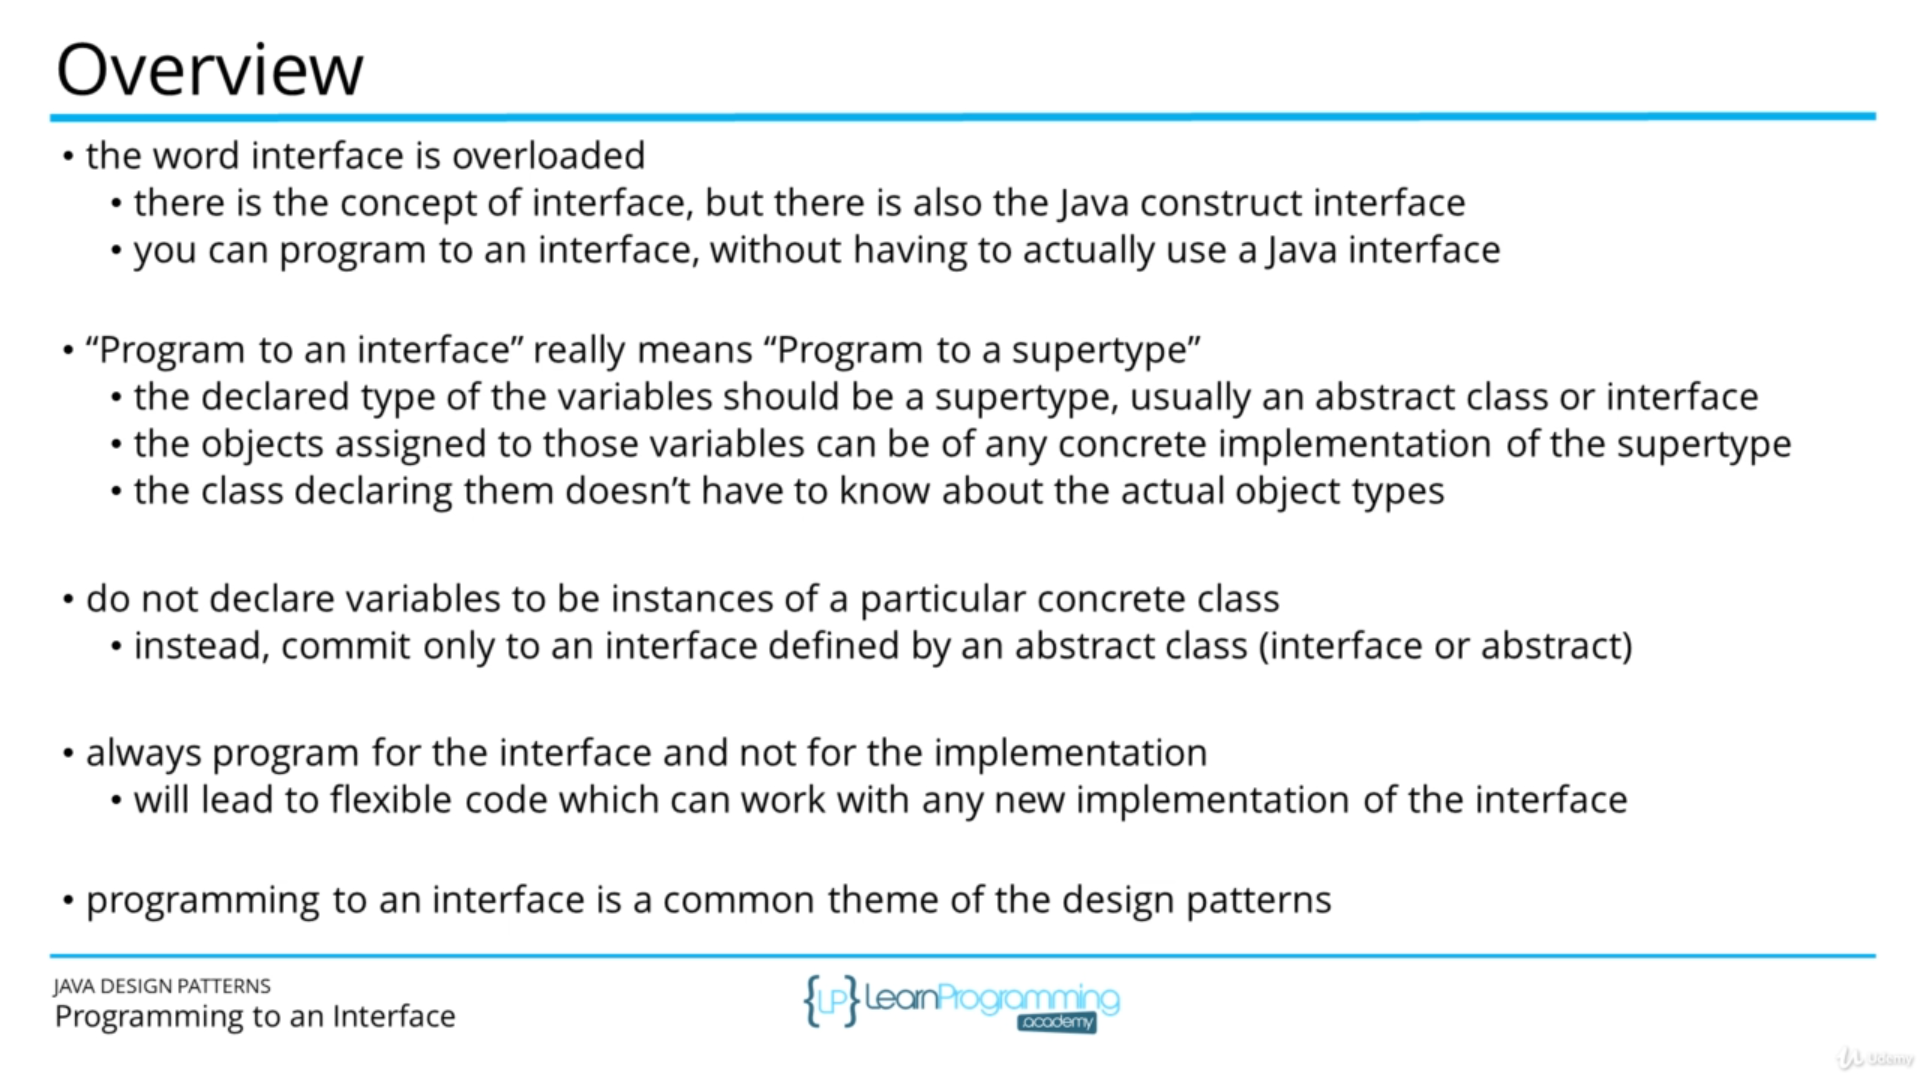 Overview
• the word interface is overloaded
• there is the concept of interface, but there is also the Java construct interface
• you can program to an interface, without having to actually use a Java interface
• “Program to an interface” really means “Program to a supertype”
• the declared type of the variables should be a supertype, usually an abstract class or interface
• the objects assigned to those variables can be of any concrete implementation of the supertype
• the class declaring them doesn’t have to know about the actual object types
• do not declare variables to be instances of a particular concrete class
• instead, commit only to an interface defined by an abstract class (interface or abstract)
• always program for the interface and not for the implementation
• will lead to flexible code which can work with any new implementation of the interface
• programming to an interface is a common theme of the design patterns
JAVA DESIGN PATTERNS
Programming to an Interface
{LP} LearnProgramming
academy
Udemy